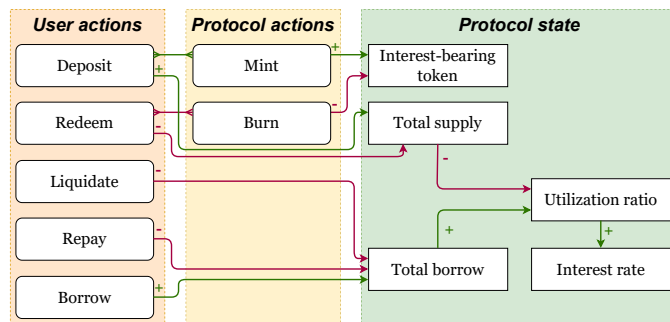 User actions
Protocol actions
Protocol state
Deposit
+
Mint
+
Interest-bearing
token
Redeem
-
Burn
-
Total supply
-
Liquidate
-
Utilization ratio
+
Repay
-
+
Total borrow
Interest rate
Borrow
+